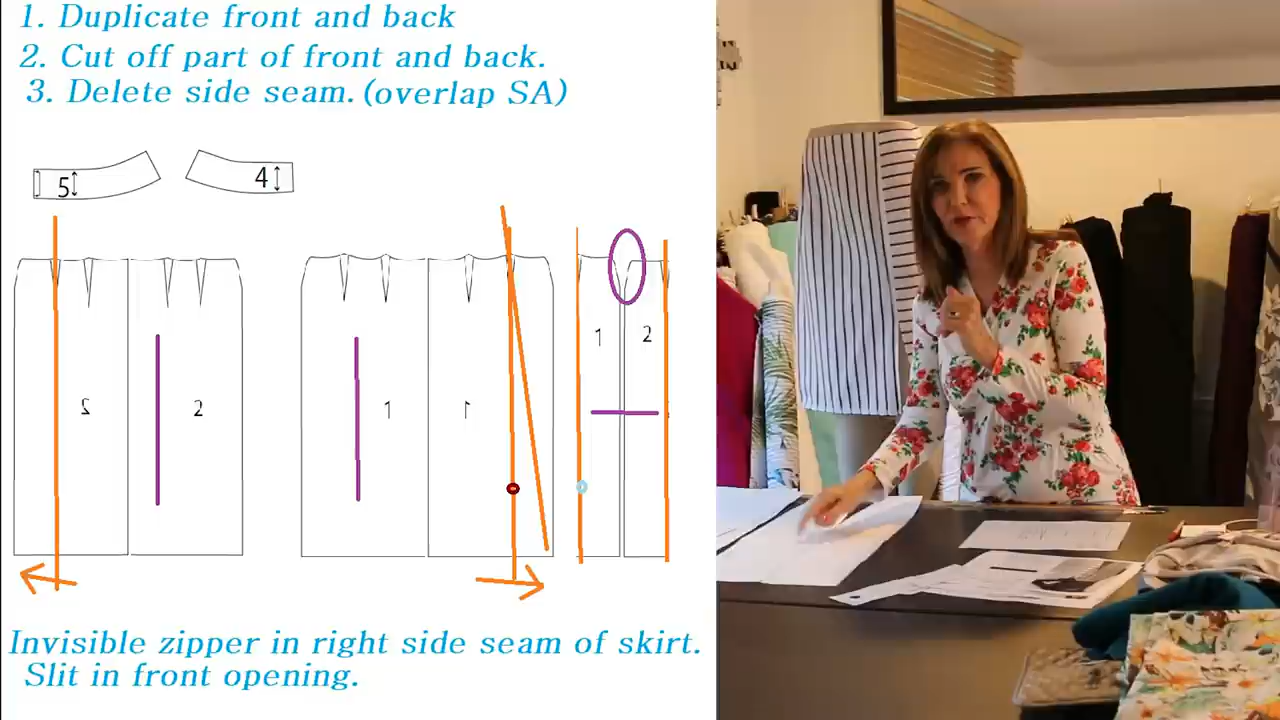 1. Duplicate front and back
2. Cut off part of front and back.
3. Delete side seam. (overlap SA)
5 4
2 2 1 1 1 2
Invisible zipper in right side seam of skirt.
Slit in front opening.